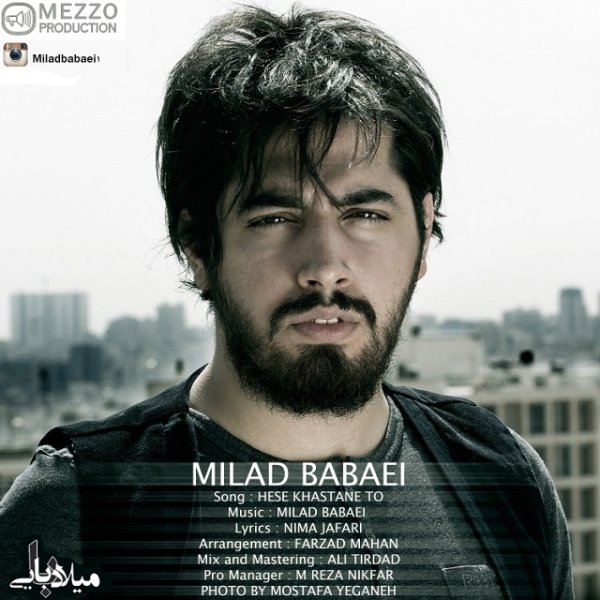 MEZZO
PRODUCTION
Miladbabaei1
MILAD BABAEI
Song : HESE KHASTANE TO
Music : MILAD BABAEI
Lyrics : NIMA JAFARI
Arrangement : FARZAD MAHAN
Mix and Mastering : ALI TIRDAD
Pro Manager : M REZA NIKFAR
PHOTO BY MOSTAFA YEGANEH
میلاد بابایی